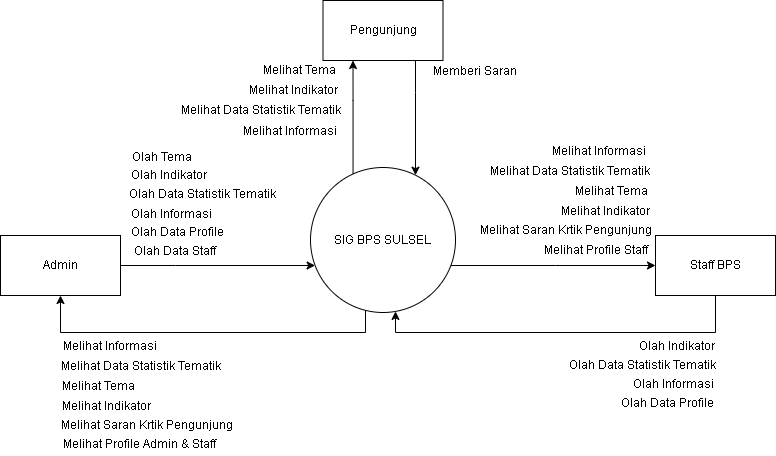 Pengunjung
Melihat Tema
Melihat Indikator
Melihat Data Statistik Tematik
Melihat Informasi
Memberi Saran
Olah Tema
Olah Indikator
Olah Data Statistik Tematik
Olah Informasi
Olah Data Profile
Olah Data Staff
Melihat Informasi
Melihat Data Statistik Tematik
Melihat Tema
Melihat Indikator
Melihat Saran Krtik Pengunjung
Melihat Profile Staff
Admin
SIG BPS SULSEL
Staff BPS
Melihat Informasi
Melihat Data Statistik Tematik
Melihat Tema
Melihat Indikator
Melihat Saran Krtik Pengunjung
Melihat Profile Admin & Staff
Olah Indikator
Olah Data Statistik Tematik
Olah Informasi
Olah Data Profile